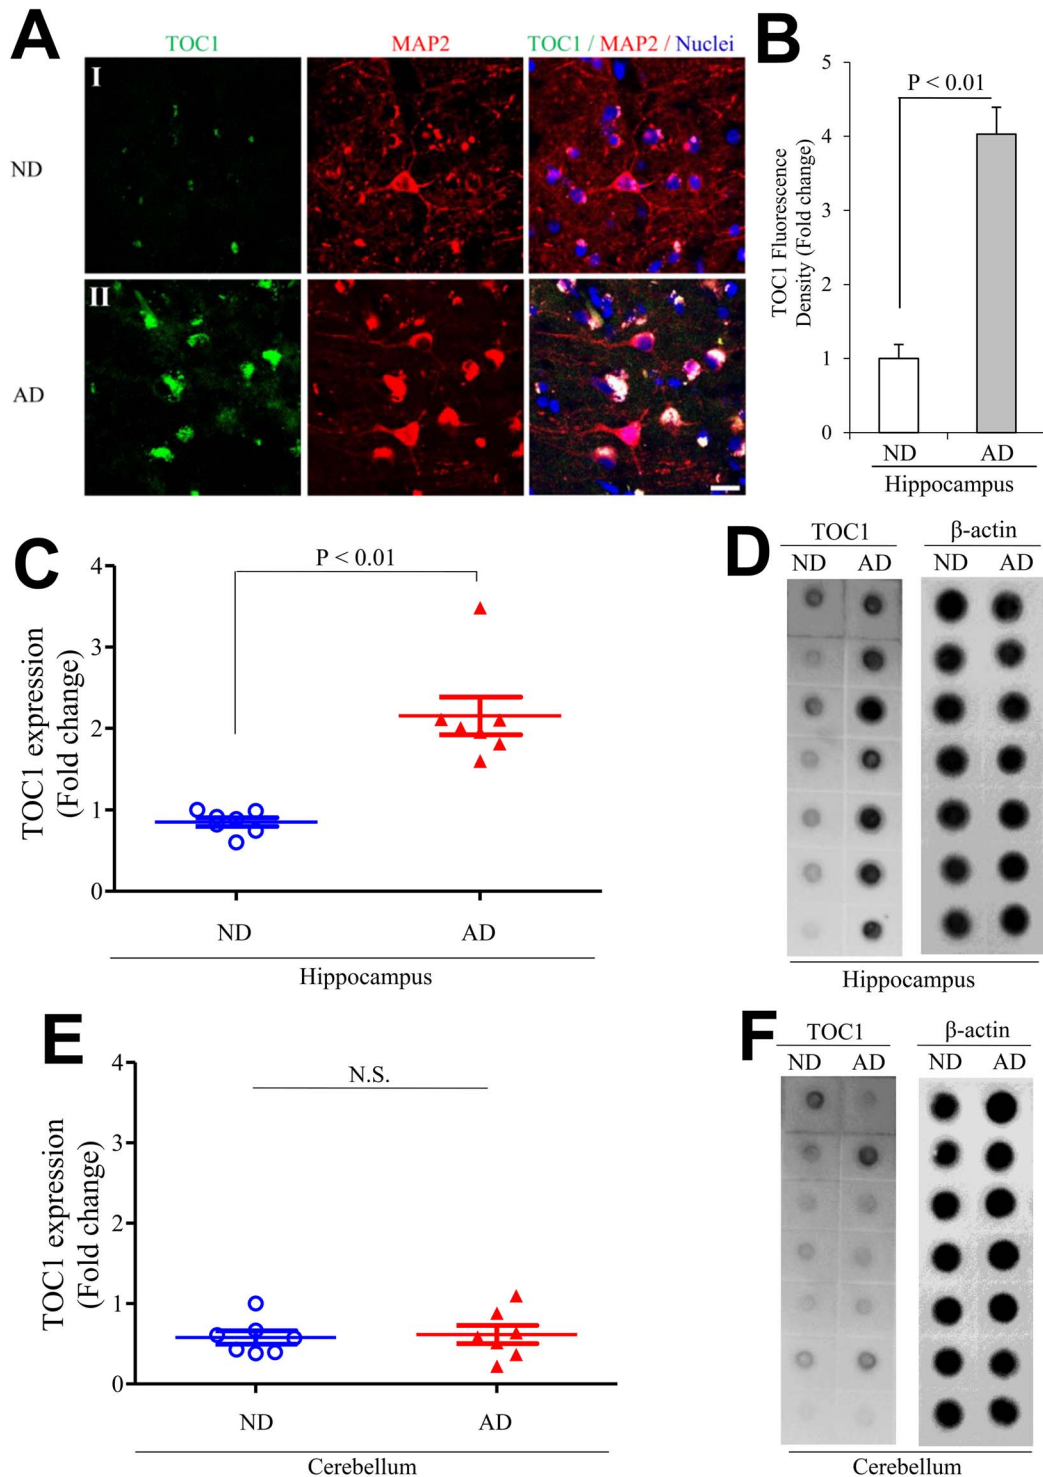 A
TOC1
MAP2
TOC1 / MAP2 / Nuclei
I
ND
II
AD
B
TOC1 Fluorescence
Density (Fold change)
5
4
3
2
1
0
P < 0.01
ND AD
Hippocampus
C
TOC1 expression
(Fold change)
4
3
2
1
0
P < 0.01
ND AD
Hippocampus
D
TOC1 β-actin
ND AD ND AD
Hippocampus
E
TOC1 expression
(Fold change)
4
3
2
1
0
N.S.
ND AD
Cerebellum
F
TOC1 β-actin
ND AD ND AD
Cerebellum